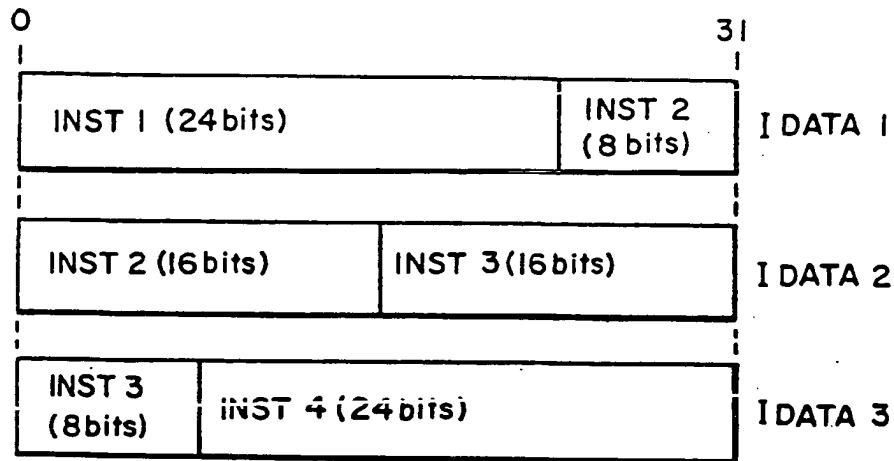 0
31
INST 1 (24bits)
INST 2
(8 bits)
I DATA 1
INST 2 (16bits)
INST 3 (16bits)
I DATA 2
INST 3
(8bits)
INST 4 (24bits)
I DATA 3